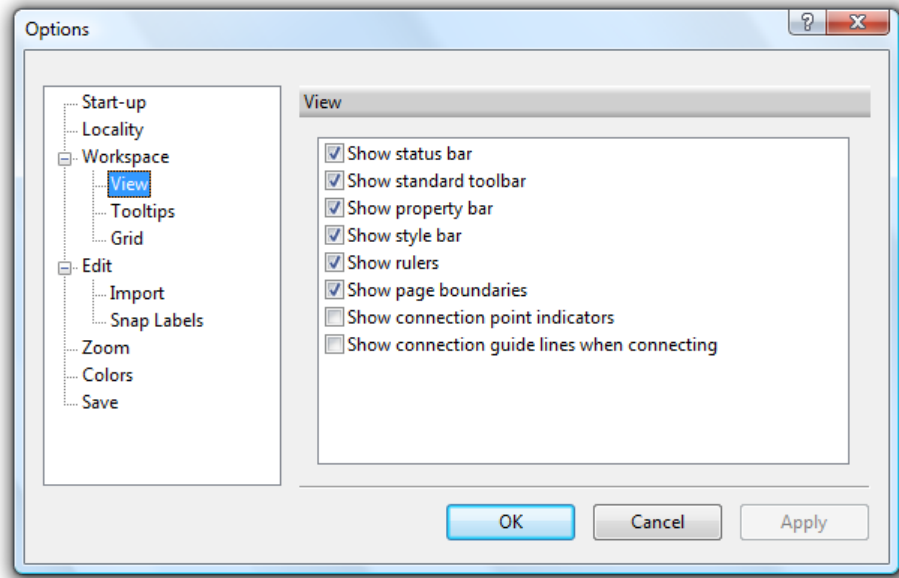 Options
Start-up
Locality
Workspace
View
Tooltips
Grid
Edit
Import
Snap Labels
Zoom
Colors
Save
View
Show status bar
Show standard toolbar
Show property bar
Show style bar
Show rulers
Show page boundaries
Show connection point indicators
Show connection guide lines when connecting
OK Cancel Apply